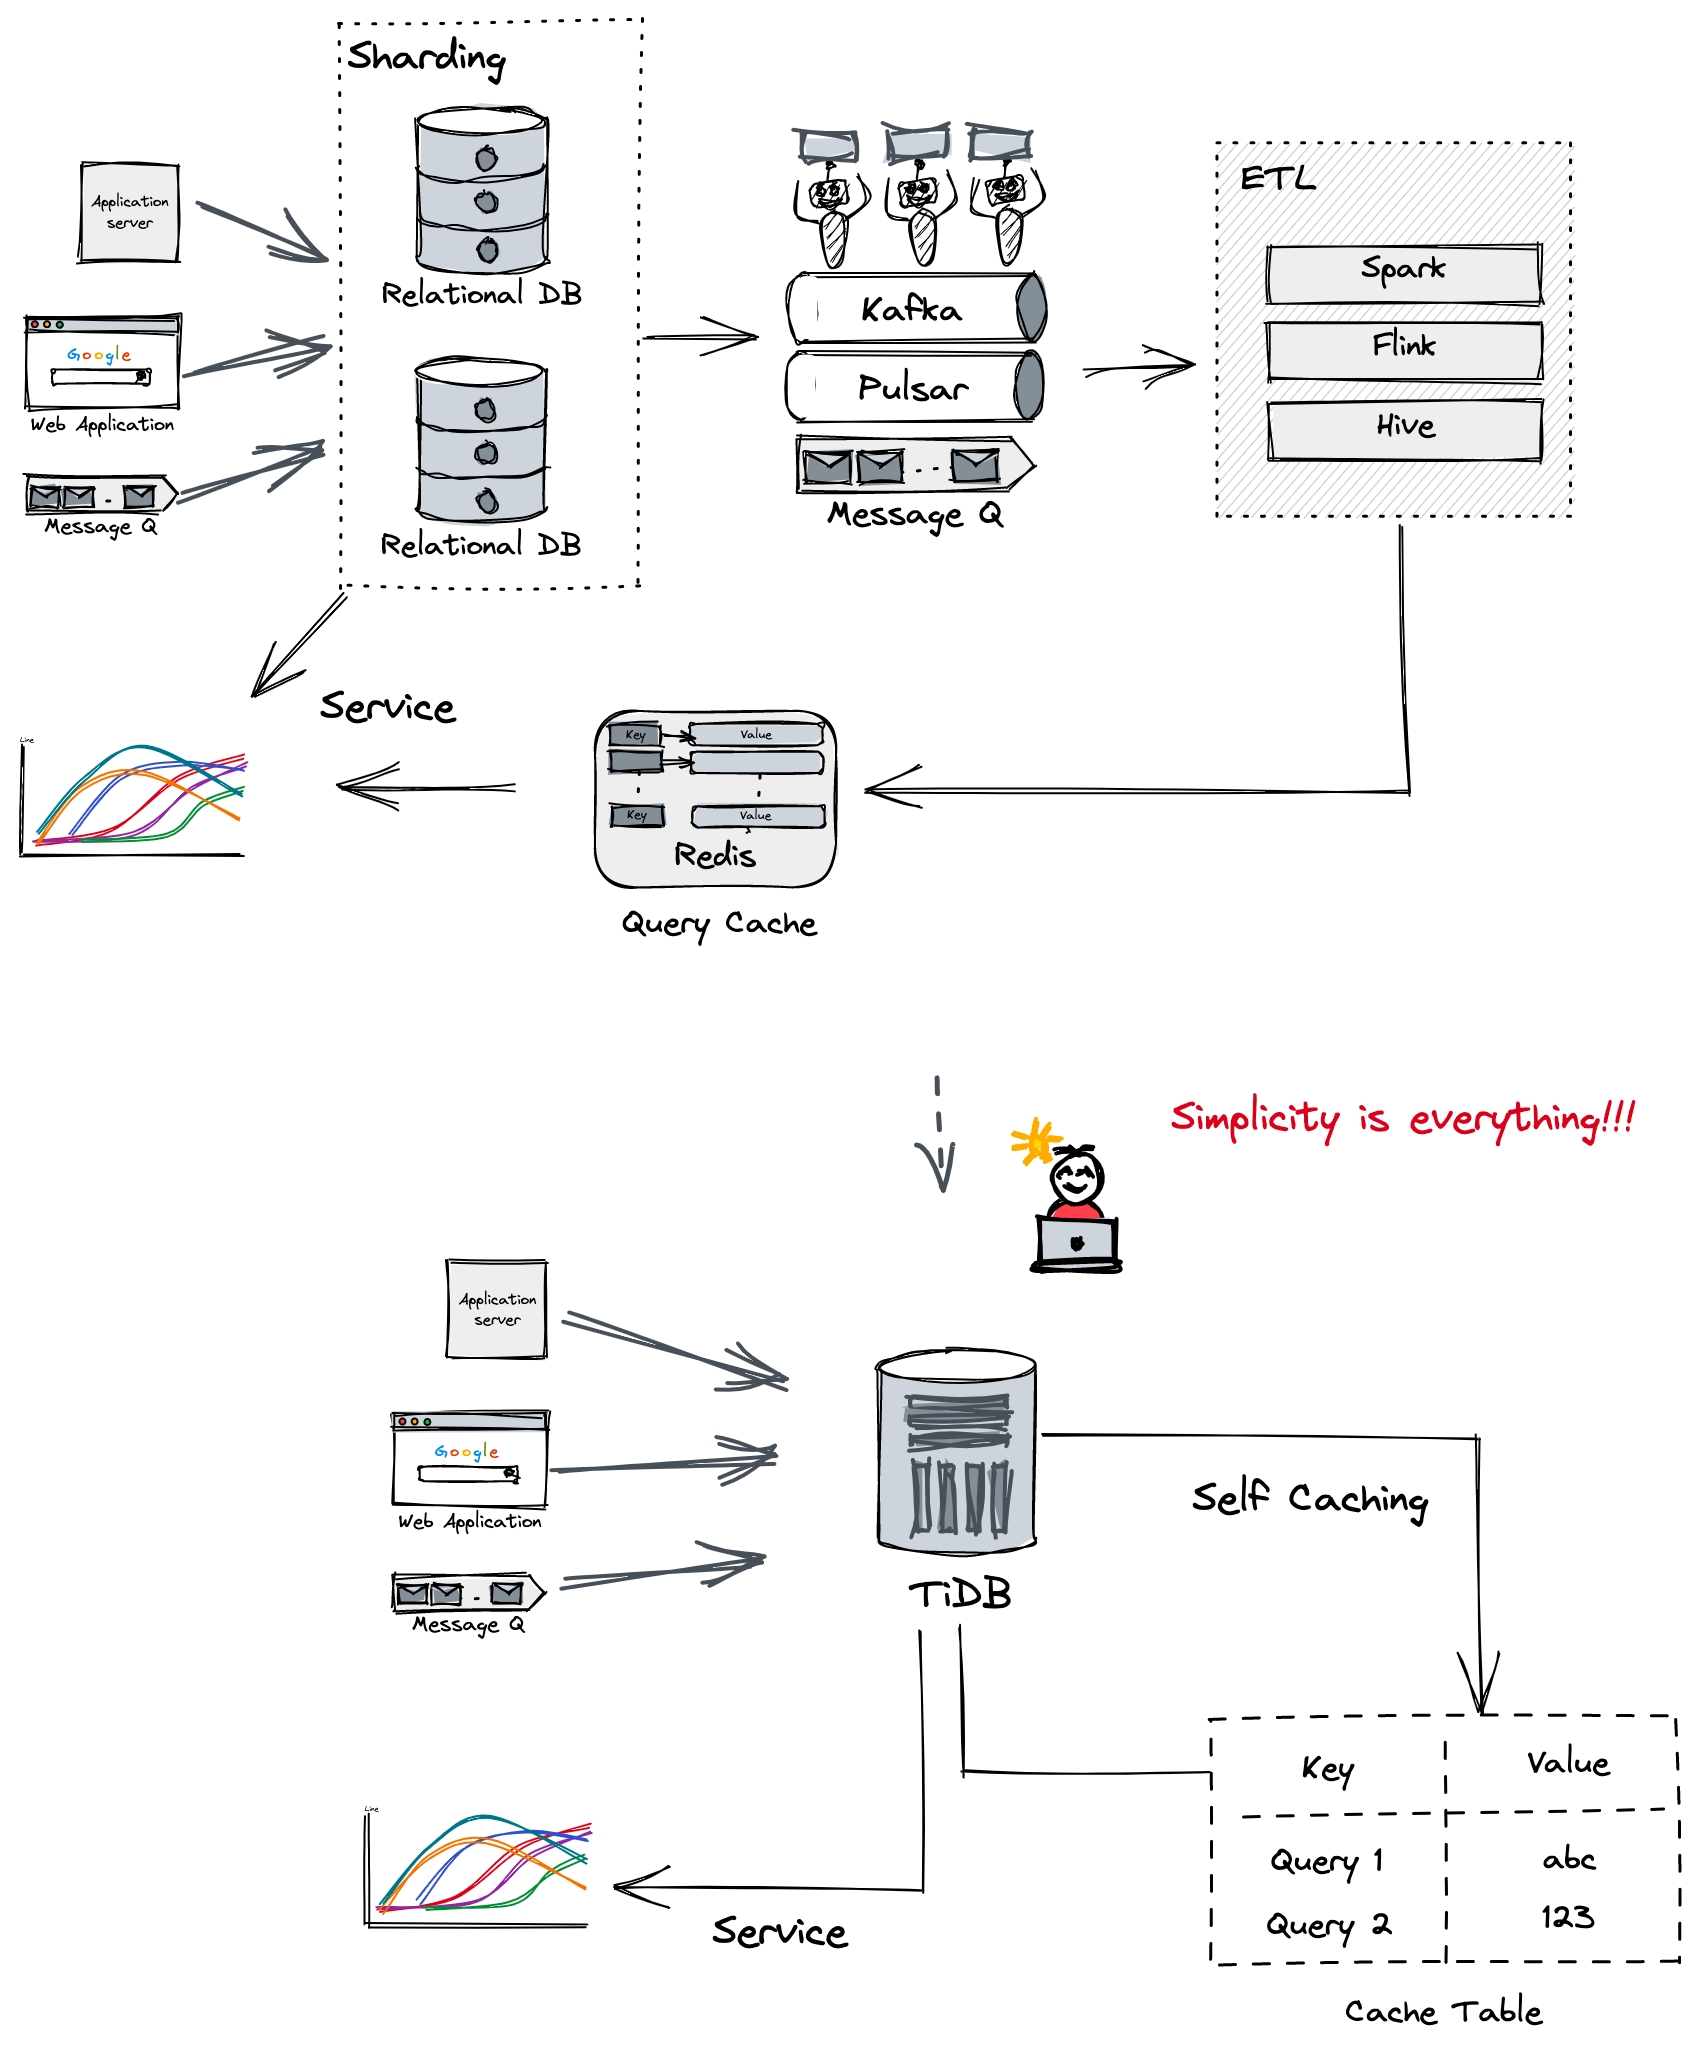 Sharding
Relational DB
Relational DB
Application
server
Google
Web Application
Message Q
Kafka
Pulsar
Message Q
ETL
Spark
Flink
Hive
Service
Line
Key
Value
Key
Value
Redis
Query Cache
Simplicity is everything!!!
Application
server
Google
Web Application
Message Q
TiDB
Self Caching
Line
Service
Key
Value
Query 1
abc
Query 2
123
Cache Table